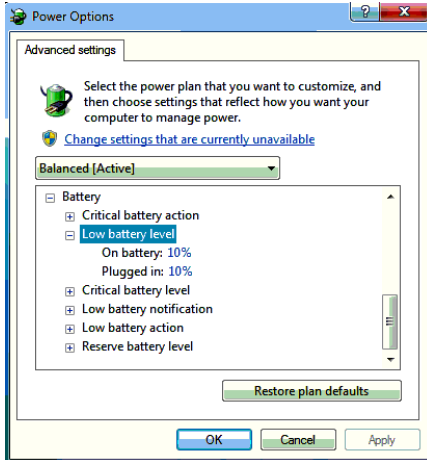 Power Options
Advanced settings
Select the power plan that you want to customize, and
then choose settings that reflect how you want your
computer to manage power.
Change settings that are currently unavailable
Balanced [Active]
Battery
Critical battery action
Low battery level
On battery: 10%
Plugged in: 10%
Critical battery level
Low battery notification
Low battery action
Reserve battery level
Restore plan defaults
OK Cancel Apply